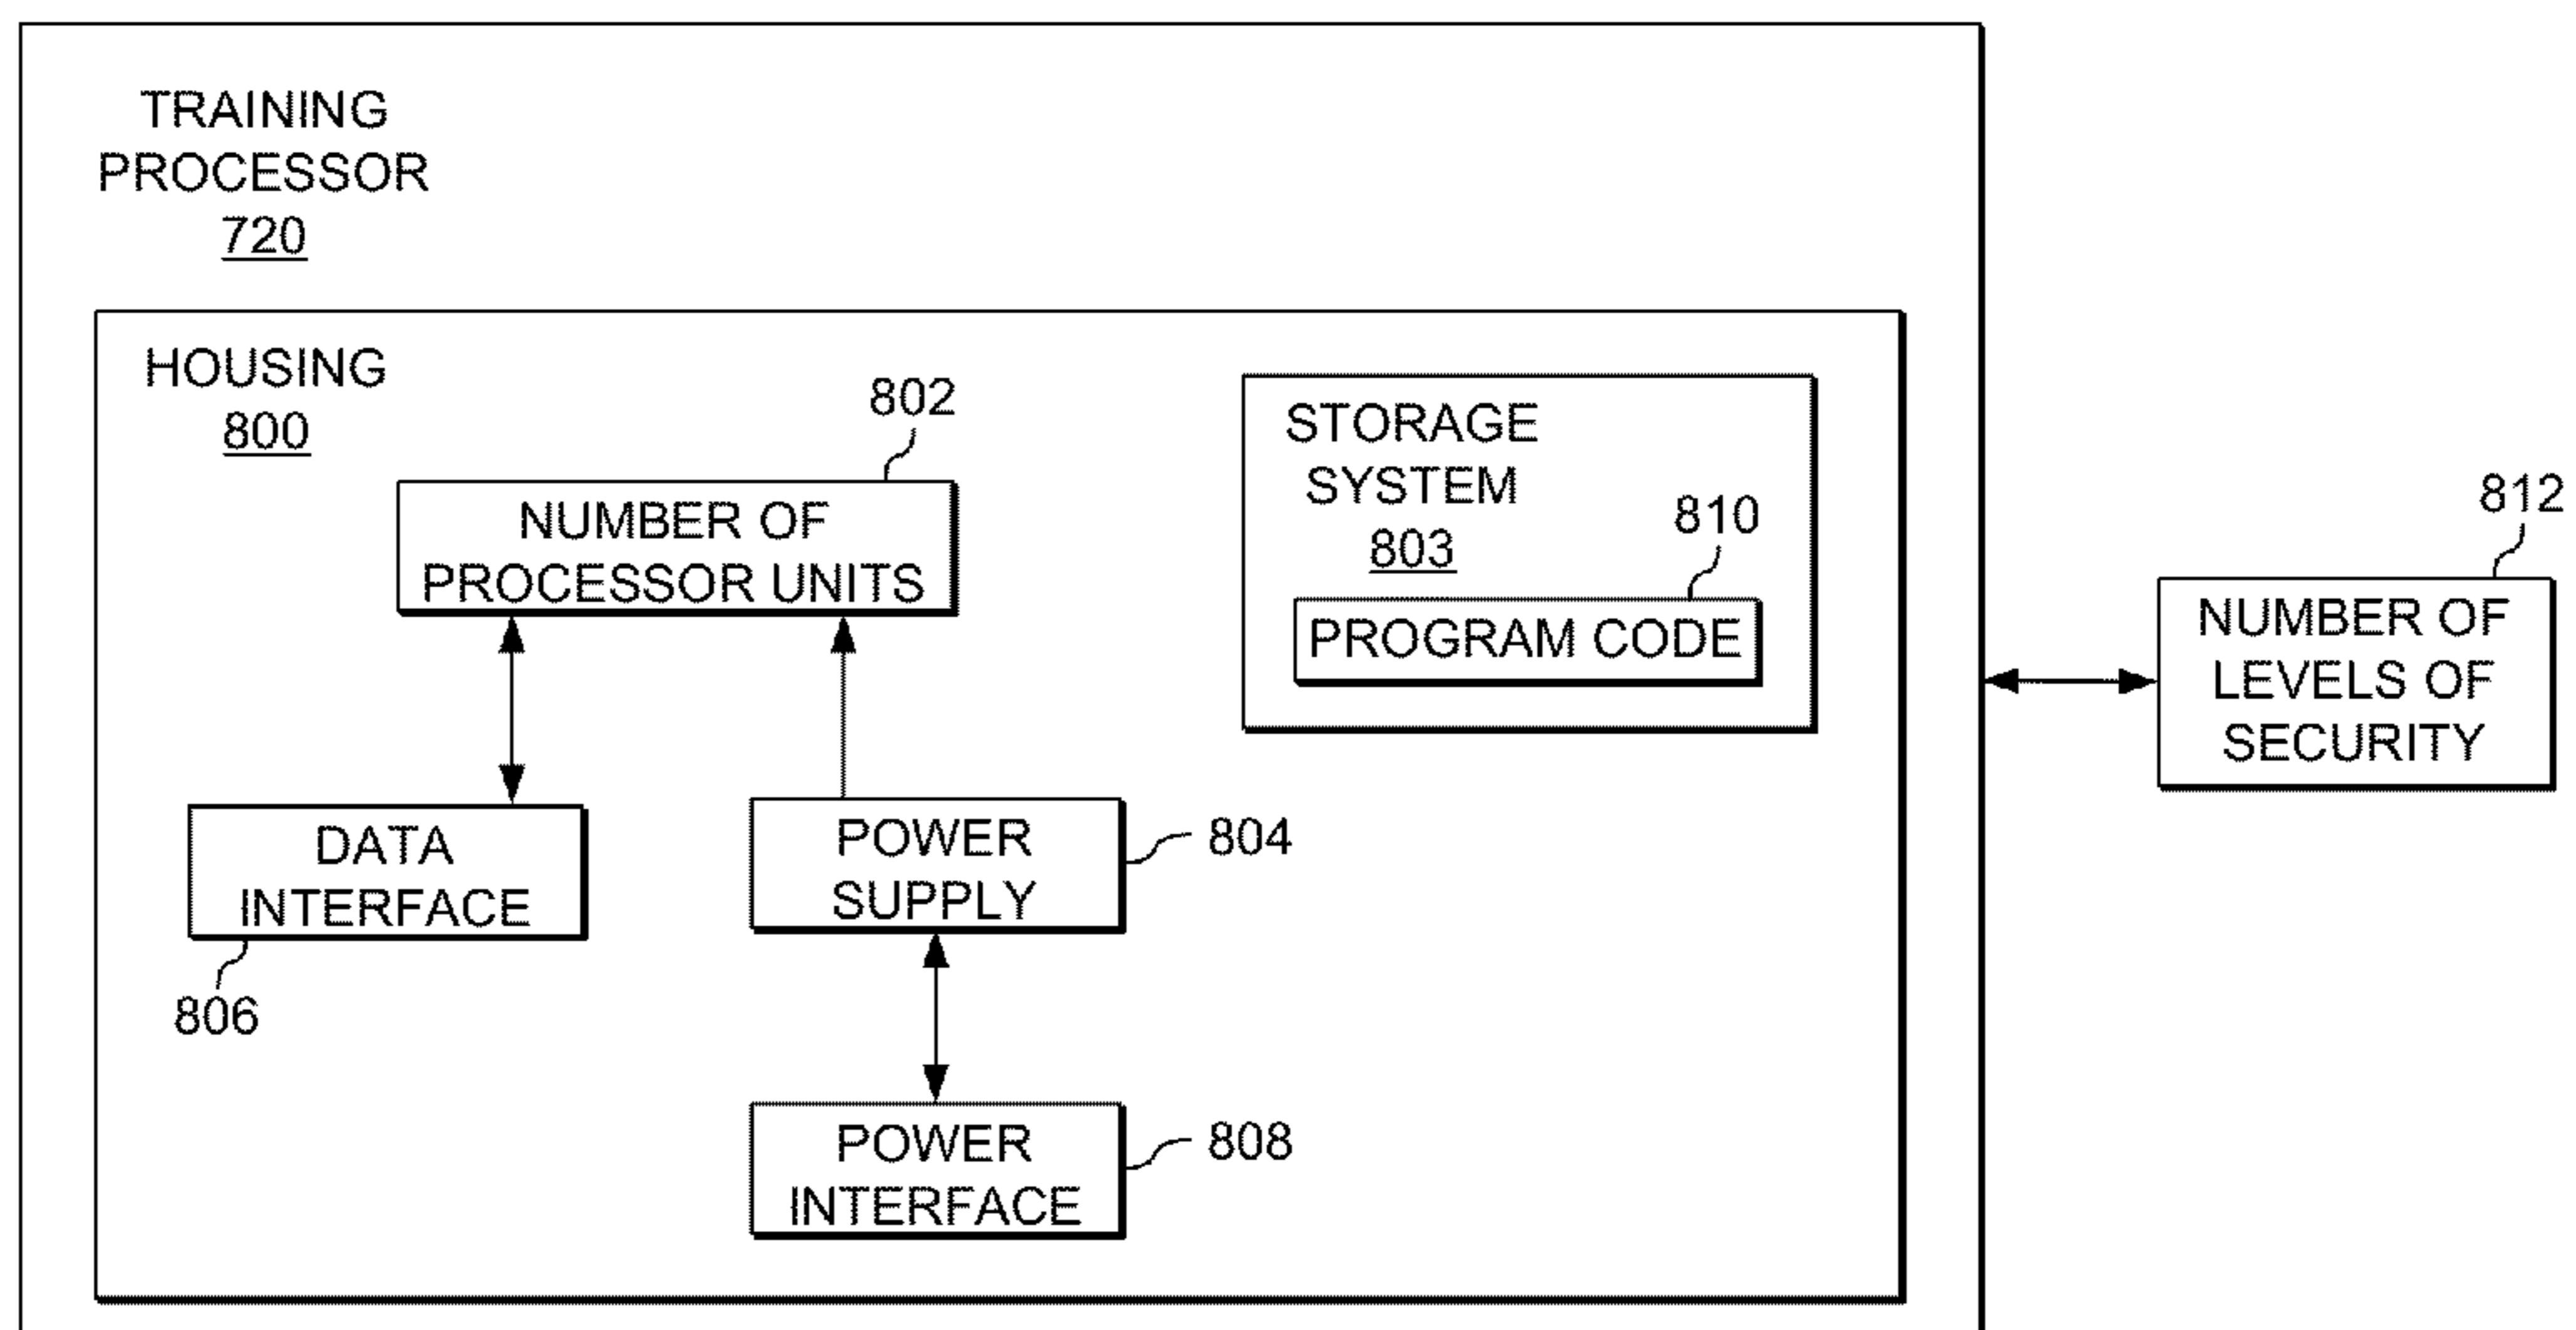 TRAINING
PROCESSOR
720
HOUSING
800
802
NUMBER OF
PROCESSOR UNITS
STORAGE
SYSTEM
803
810
PROGRAM CODE
812
NUMBER OF
LEVELS OF
SECURITY
DATA
INTERFACE
806
POWER
SUPPLY
804
POWER
INTERFACE
808